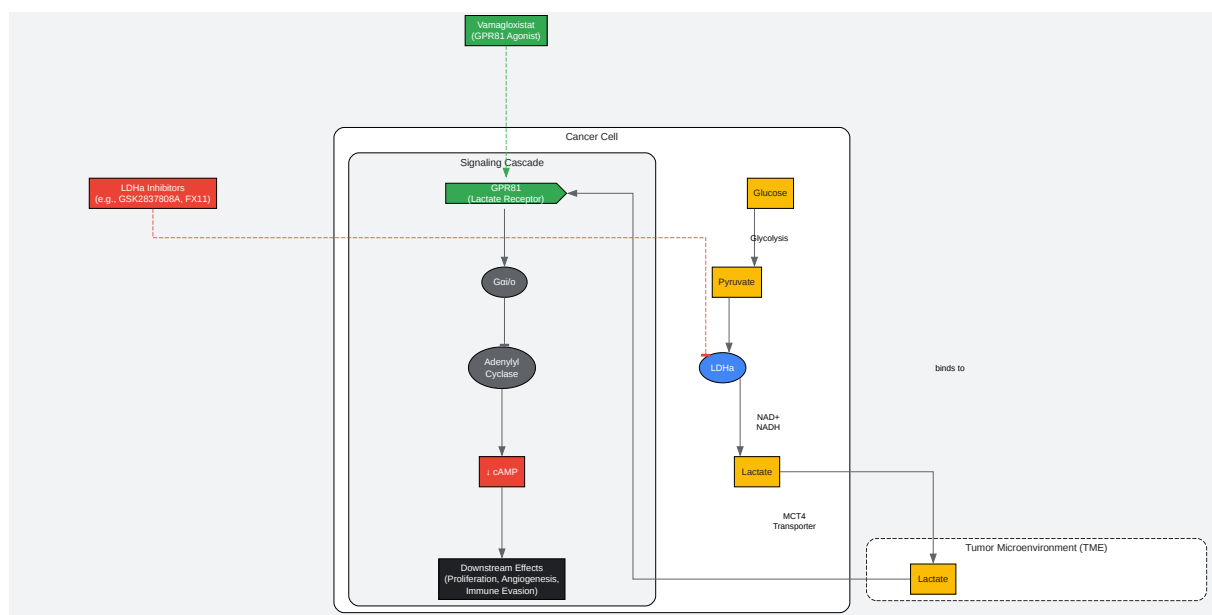 Vamagloxistat
(GPR81 Agonist)
Cancer Cell
Signaling Cascade
LDHa Inhibitors
(e.g., GSK2837808A, FX11)
GPR81
(Lactate Receptor)
Glucose
Glycolysis
Gαi/o
Pyruvate
Adenylyl
Cyclase
LDHa
binds to
NAD+
NADH
↓ cAMP
Lactate
MCT4
Transporter
Tumor Microenvironment (TME)
Downstream Effects
(Proliferation, Angiogenesis,
Immune Evasion)
Lactate